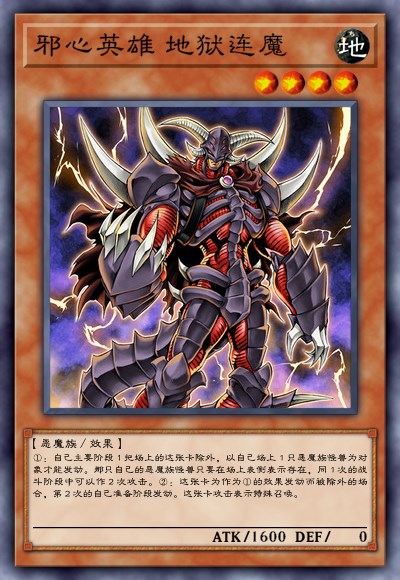 邪心英雄 地狱连魔
地
【恶魔族／效果】
①：自己主要阶段1把场上的这张卡除外，以自己场上1只恶魔族怪兽为对
象才能发动。那只自己的恶魔族怪兽只要在场上表侧表示存在，同1次的战
斗阶段中可以作2次攻击。②：这张卡为作为①的效果发动而被除外的场
合，第2次的自己准备阶段发动。这张卡攻击表示特殊召唤。
ATK/1600 DEF/ 0